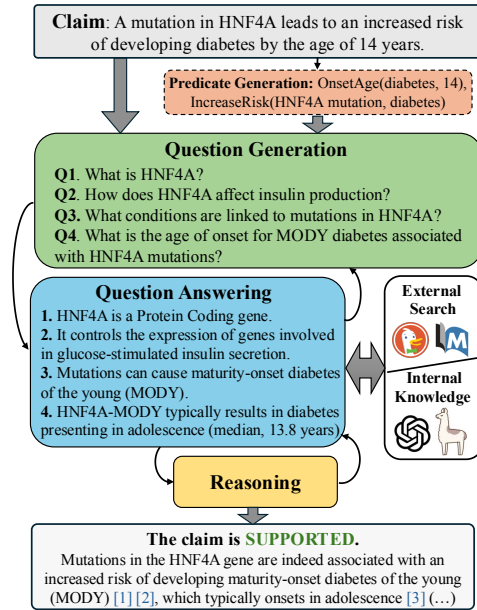 Claim: A mutation in HNF4A leads to an increased risk
of developing diabetes by the age of 14 years.
Predicate Generation: OnsetAge(diabetes, 14),
IncreaseRisk(HNF4A mutation, diabetes)
Question Generation
Q1. What is HNF4A?
Q2. How does HNF4A affect insulin production?
Q3. What conditions are linked to mutations in HNF4A?
Q4. What is the age of onset for MODY diabetes associated
with HNF4A mutations?
Question Answering
1. HNF4A is a Protein Coding gene.
2. It controls the expression of genes involved
in glucose-stimulated insulin secretion.
3. Mutations can cause maturity-onset diabetes
of the young (MODY).
4. HNF4A-MODY typically results in diabetes
presenting in adolescence (median, 13.8 years)
External
Search
M
Internal
Knowledge
Reasoning
The claim is SUPPORTED.
Mutations in the HNF4A gene are indeed associated with an
increased risk of developing maturity-onset diabetes of the young
(MODY) [1] [2], which typically onsets in adolescence [3] (...)